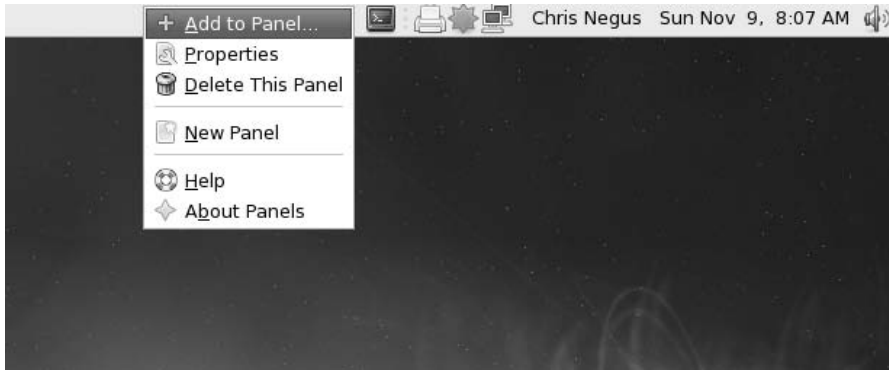 Add to Panel...
Chris Negus Sun Nov 9, 8:07 AM
Properties
Delete This Panel
New Panel
Help
About Panels